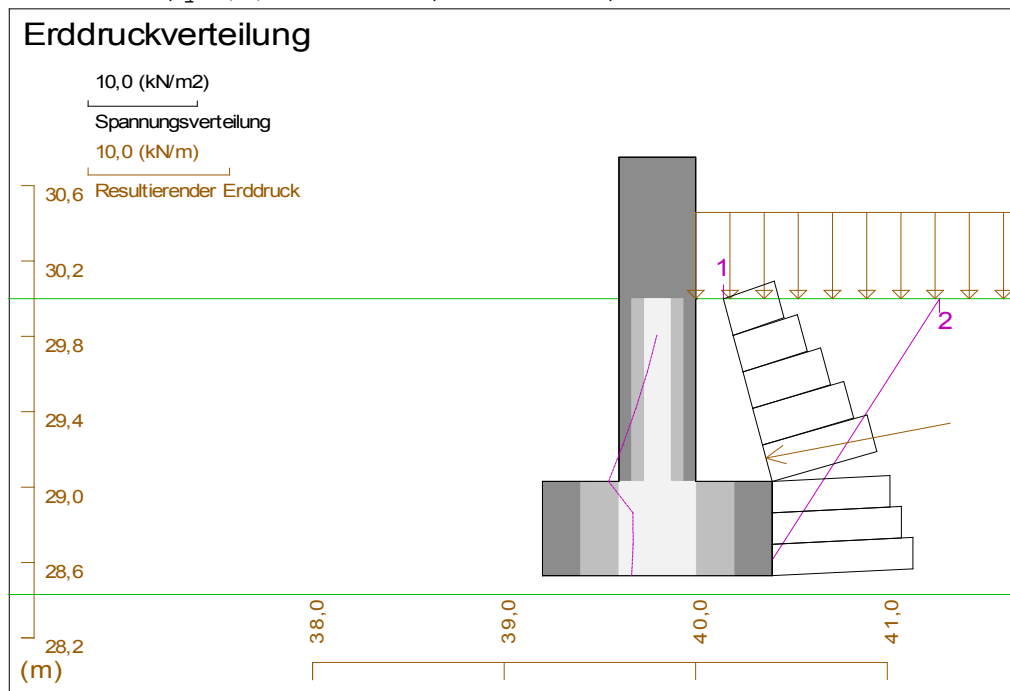 Erddruckverteilung
10,0 (kN/m2)
Spannungsverteilung
10,0 (kN/m)
Resultierender Erddruck
30,6
30,2
29,8
29,4
29,0
28,6
28,2
(m)
1
2
38,0
39,0
40,0
41,0